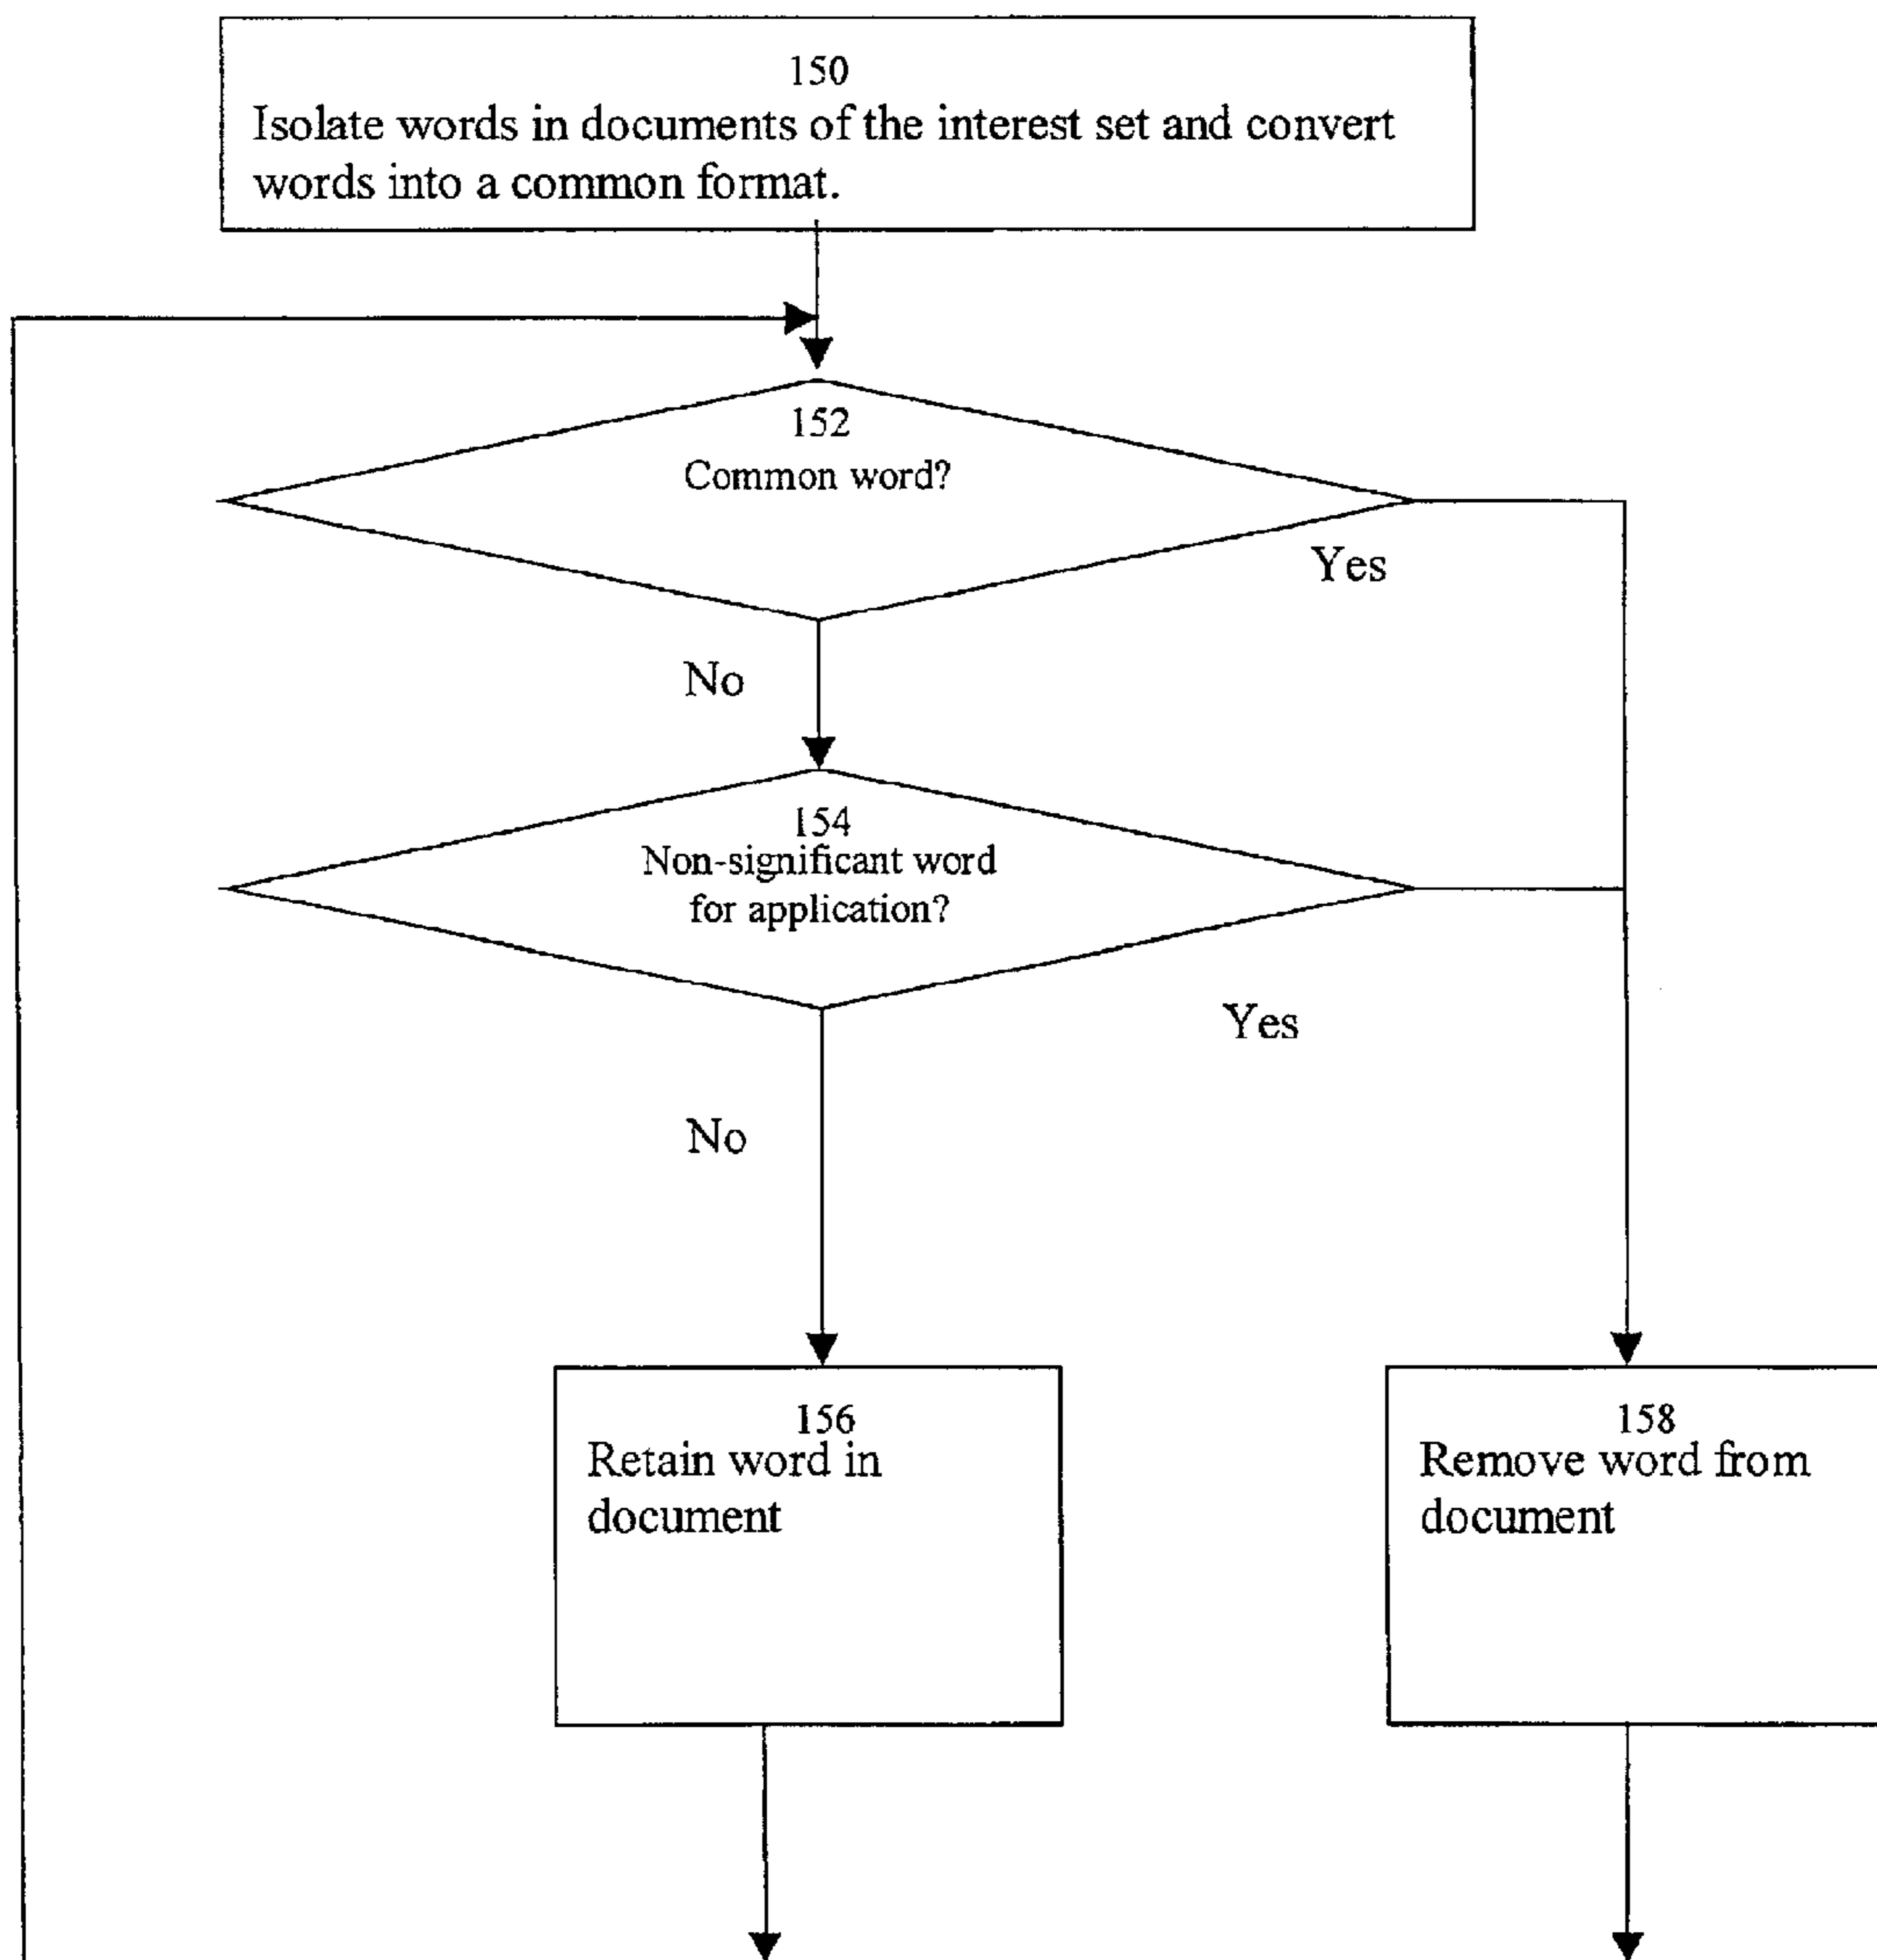 150
Isolate words in documents of the interest set and convert
words into a common format.
152
Common word?
Yes
No
154
Non-significant word
for application?
Yes
No
156
Retain word in
document
158
Remove word from
document